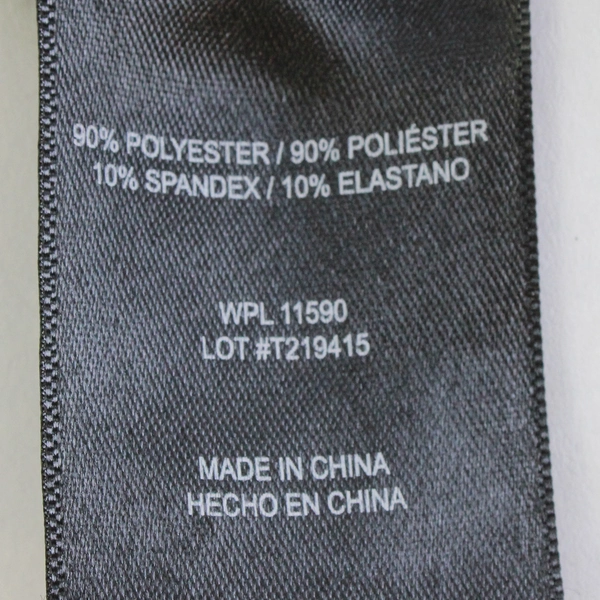 90% POLYESTER / 90% POLIÉSTER
10% SPANDEX / 10% ELASTANO
WPL 11590
LOT #T219415
MADE IN CHINA
HECHO EN CHINA